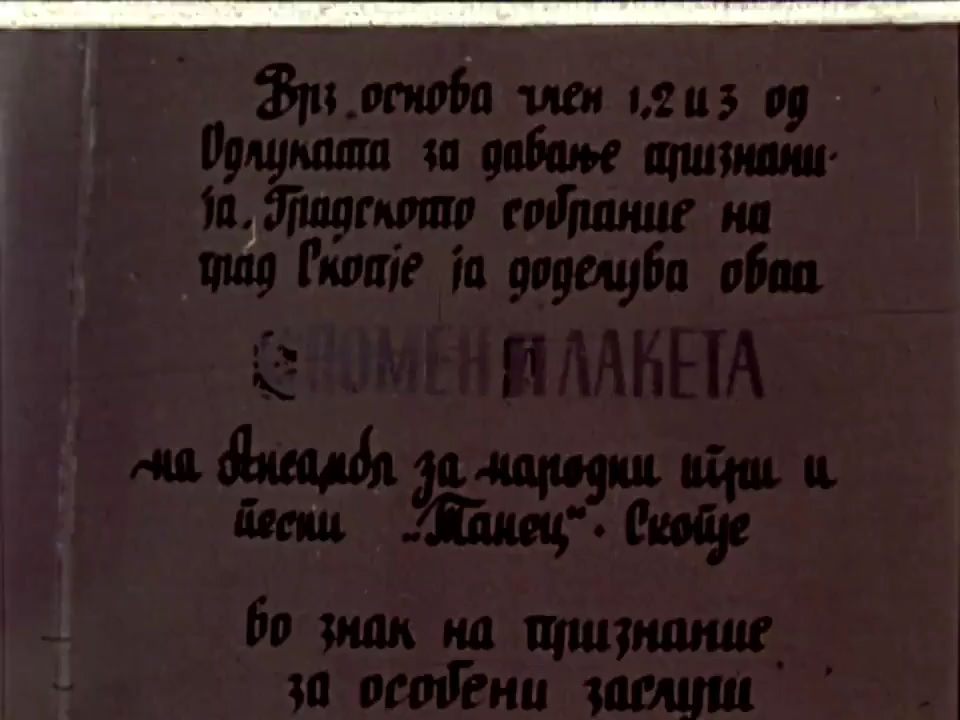 Врз основа член 1,2 и 3 од
Одлуката за давање признани-
ја, Градското собрание на
град Скопје ја доделува оваа
СПОМЕН ПЛАКЕТА
на Ансамбл за народни игри и
песни „Танец“ - Скопје
во знак на признание
за особени заслуги